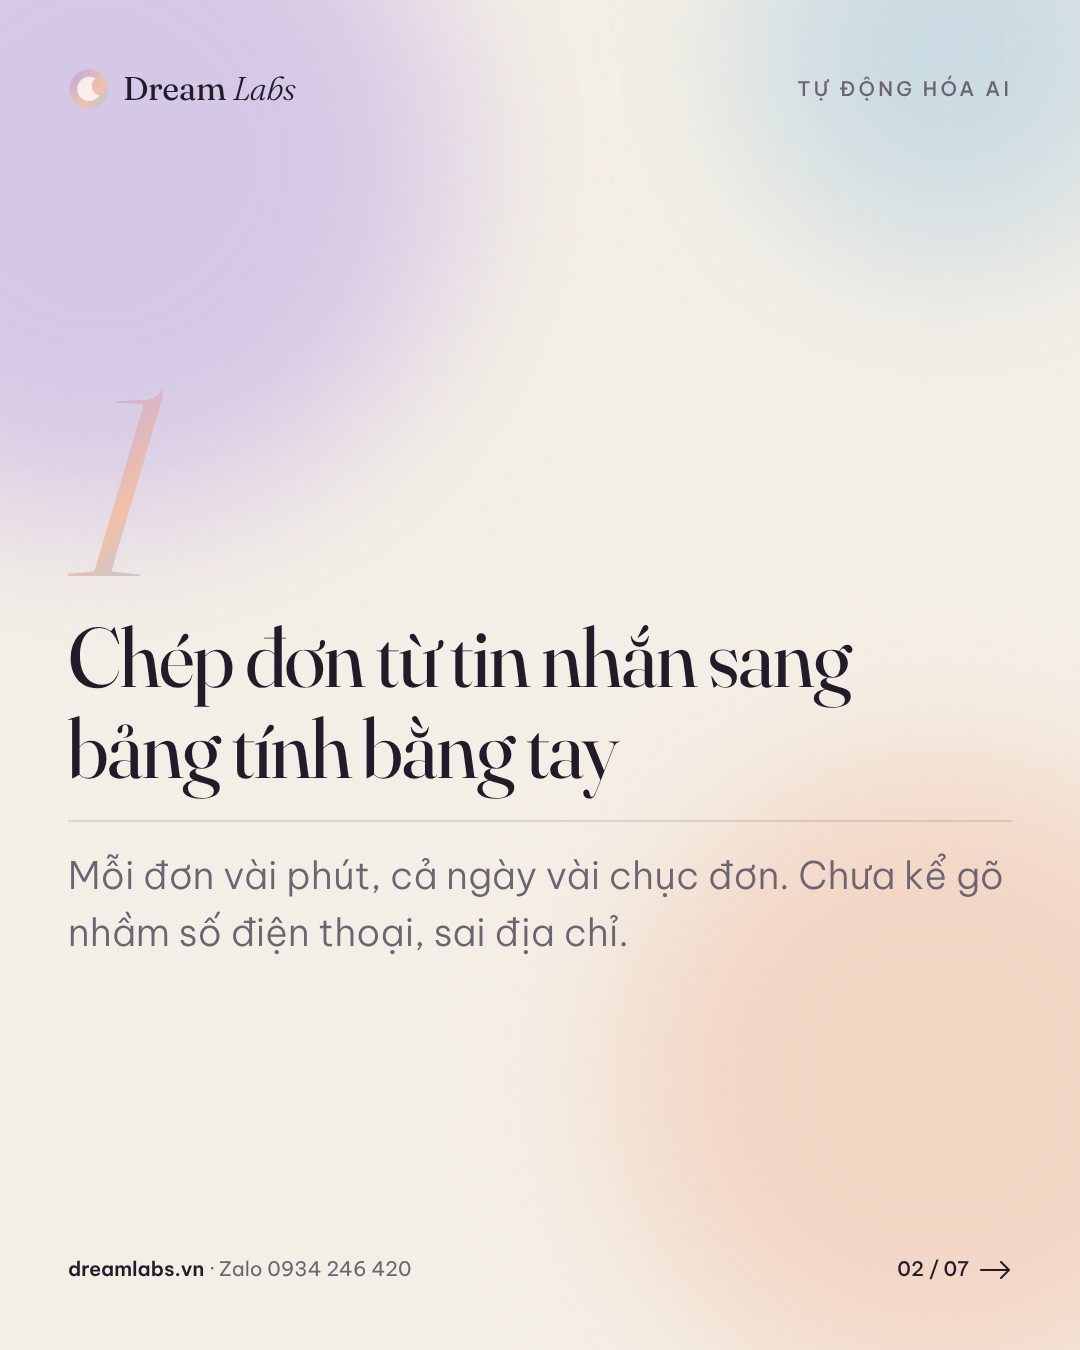 Dream Labs
TỰ ĐỘNG HÓA AI
1
Chép đơn từ tin nhắn sang
bảng tính bằng tay
Mỗi đơn vài phút, cả ngày vài chục đơn. Chưa kể gõ
nhầm số điện thoại, sai địa chỉ.
dreamlabs.vn · Zalo 0934 246 420
02 / 07 →